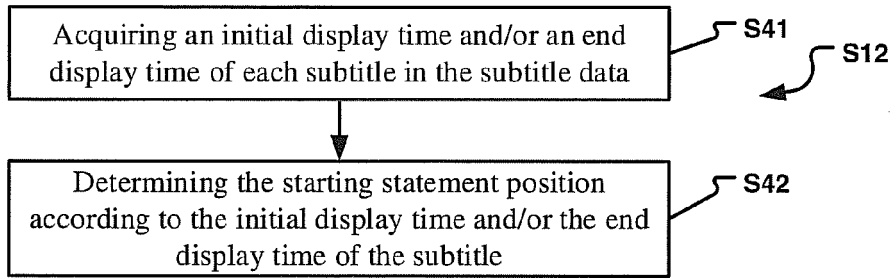 Acquiring an initial display time and/or an end
display time of each subtitle in the subtitle data
S41
S12
Determining the starting statement position
according to the initial display time and/or the end
display time of the subtitle
S42